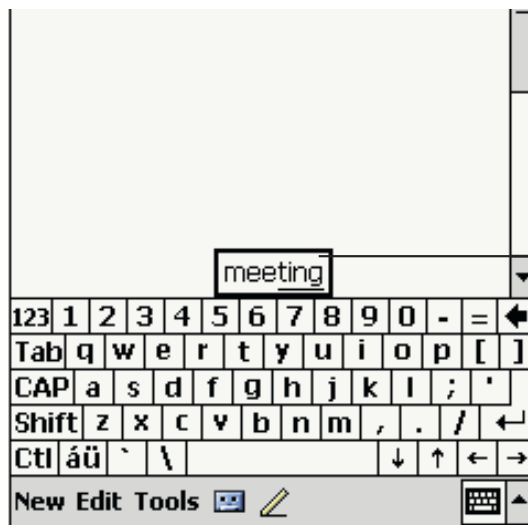 meeting
123 1 2 3 4 5 6 7 8 9 0 - =
Tab q w e r t y u i o p [ ]
CAP a s d f g h j k l ; '
Shift z x c v b n m , . /
Ctl áü ` \ ↓ ↑ ← →
New Edit Tools